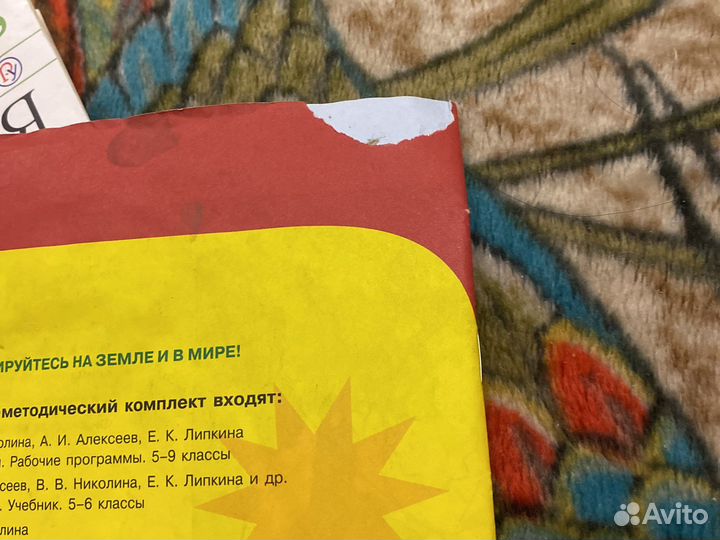 ИРУЙТЕСЬ НА ЗЕМЛЕ И В МИРЕ!
-методический комплект входят:
олина, А. И. Алексеев, Е. К. Липкина
и. Рабочие программы. 5–9 классы
сеев, В. В. Николина, Е. К. Липкина и др.
. Учебник. 5–6 классы
лина
Avito